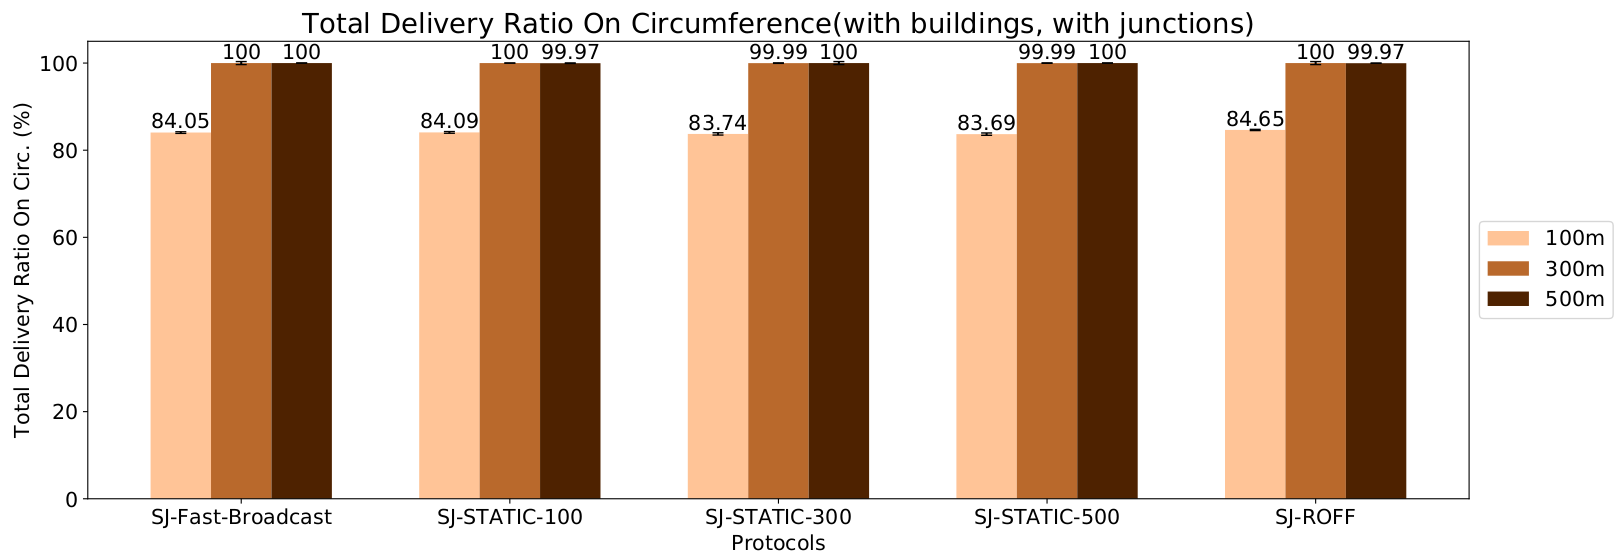 Total Delivery Ratio On Circumference(with buildings, with junctions)
Total Delivery Ratio On Circ. (%)
100
80
60
40
20
0
84.05 100 100
84.09 100 99.97
83.74 99.99 100
83.69 99.99 100
84.65 100 99.97
SJ-Fast-Broadcast SJ-STATIC-100 SJ-STATIC-300 SJ-STATIC-500 SJ-ROFF
Protocols
100m
300m
500m